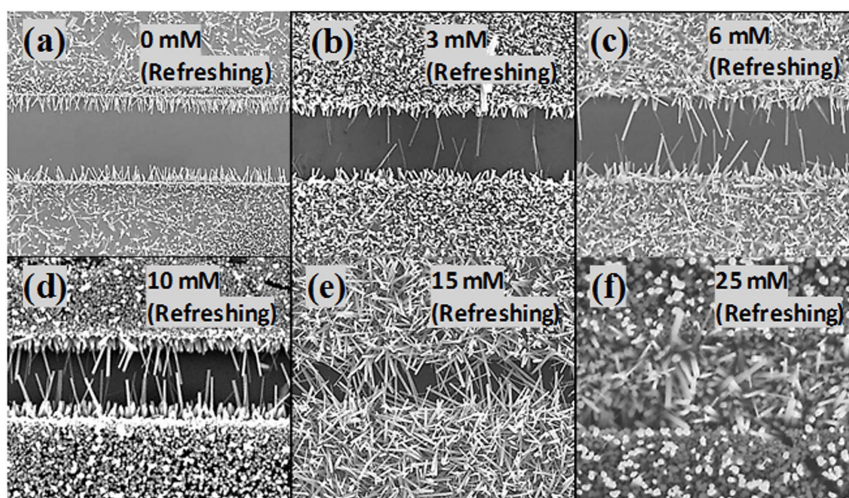 (a)
0 mM
(Refreshing)
(b)
3 mM
(Refreshing)
(c)
6 mM
(Refreshing)
(d)
10 mM
(Refreshing)
(e)
15 mM
(Refreshing)
(f)
25 mM
(Refreshing)